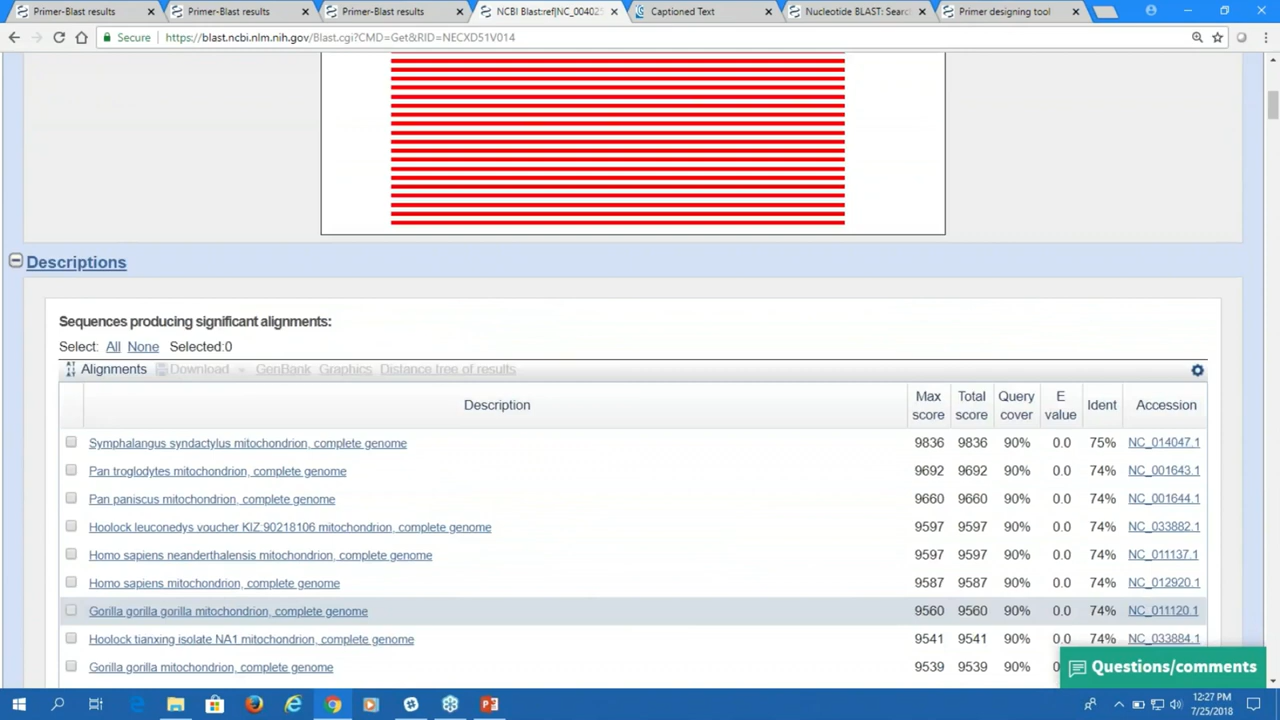 Primer-Blast results
Primer-Blast results
Primer-Blast results
NCBI Blast:ref|NC_00402
Captioned Text
Nucleotide BLAST: Search
Primer designing tool
Secure
https://blast.ncbi.nlm.nih.gov/Blast.cgi?CMD=Get&RID=NECXD51V014
Descriptions
Sequences producing significant alignments:
Select: All None Selected:0
Alignments Download GenBank Graphics Distance tree of results
Description Max score Total score Query cover E value Ident Accession
Symphalangus syndactylus mitochondrion, complete genome 9836 9836 90% 0.0 75% NC_014047.1
Pan troglodytes mitochondrion, complete genome 9692 9692 90% 0.0 74% NC_001643.1
Pan paniscus mitochondrion, complete genome 9660 9660 90% 0.0 74% NC_001644.1
Hoolock leuconedys voucher KIZ:90218106 mitochondrion, complete genome 9597 9597 90% 0.0 74% NC_033882.1
Homo sapiens neanderthalensis mitochondrion, complete genome 9597 9597 90% 0.0 74% NC_011137.1
Homo sapiens mitochondrion, complete genome 9587 9587 90% 0.0 74% NC_012920.1
Gorilla gorilla gorilla mitochondrion, complete genome 9560 9560 90% 0.0 74% NC_011120.1
Hoolock tianxing isolate NA1 mitochondrion, complete genome 9541 9541 90% 0.0 74% NC_033884.1
Gorilla gorilla mitochondrion, complete genome 9539 9539 90%
Questions/comments
12:27 PM
7/25/2018